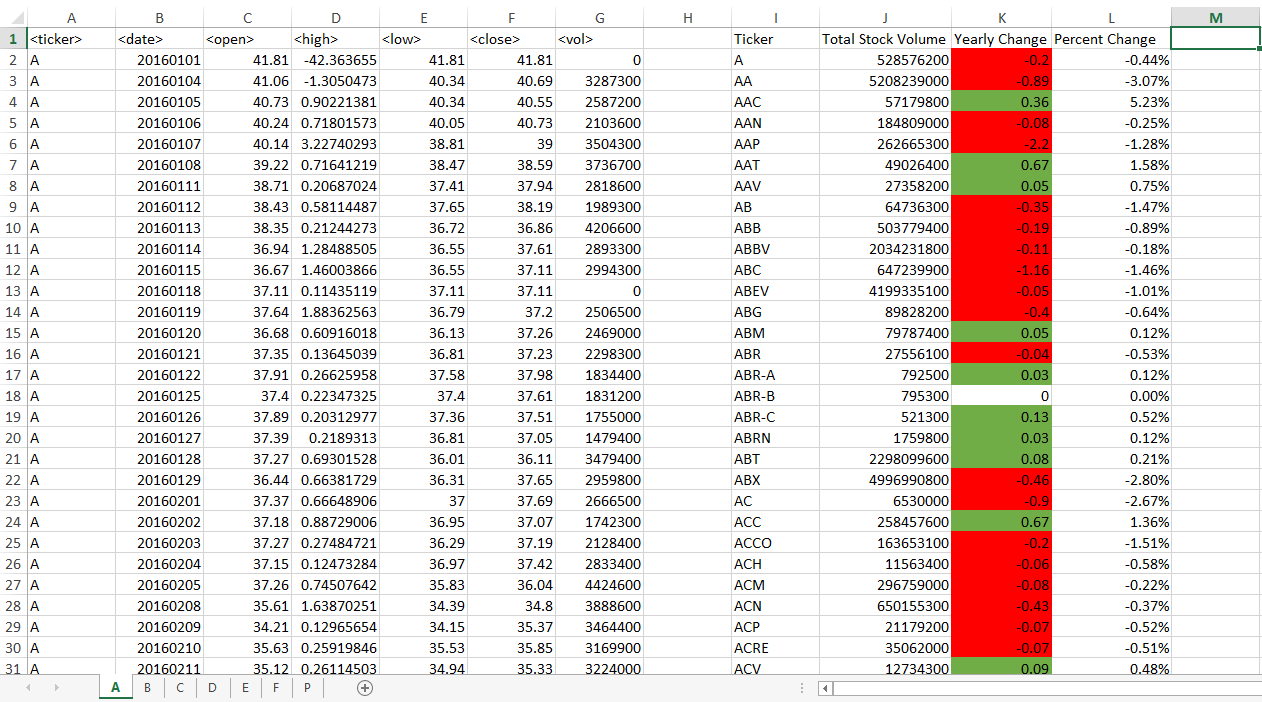 A B C D E F G H I J K L M
1 <ticker> <date> <open> <high> <low> <close> <vol> Ticker Total Stock Volume Yearly Change Percent Change
2 A 20160101 41.81 -42.363655 41.81 41.81 0 A 528576200 -0.2 -0.44%
3 A 20160104 41.06 -1.3050473 40.34 40.69 3287300 AA 5208239000 -0.89 -3.07%
4 A 20160105 40.73 0.90221381 40.34 40.55 2587200 AAC 57179800 0.36 5.23%
5 A 20160106 40.24 0.71801573 40.05 40.73 2103600 AAN 184809000 -0.08 -0.25%
6 A 20160107 40.14 3.22740293 38.81 39 3504300 AAP 262665300 -2.2 -1.28%
7 A 20160108 39.22 0.71641219 38.47 38.59 3736700 AAT 49026400 0.67 1.58%
8 A 20160111 38.71 0.20687024 37.41 37.94 2818600 AAV 27358200 0.05 0.75%
9 A 20160112 38.43 0.58114487 37.65 38.19 1989300 AB 64736300 -0.35 -1.47%
10 A 20160113 38.35 0.21244273 36.72 36.86 4206600 ABB 503779400 -0.19 -0.89%
11 A 20160114 36.94 1.28488505 36.55 37.61 2893300 ABBV 2034231800 -0.11 -0.18%
12 A 20160115 36.67 1.46003866 36.55 37.11 2994300 ABC 647239900 -1.16 -1.46%
13 A 20160118 37.11 0.11435119 37.11 37.11 0 ABEV 4199335100 -0.05 -1.01%
14 A 20160119 37.64 1.88362563 36.79 37.2 2506500 ABG 89828200 -0.4 -0.64%
15 A 20160120 36.68 0.60916018 36.13 37.26 2469000 ABM 79787400 0.05 0.12%
16 A 20160121 37.35 0.13645039 36.81 37.23 2298300 ABR 27556100 -0.04 -0.53%
17 A 20160122 37.91 0.26625958 37.58 37.98 1834400 ABR-A 792500 0.03 0.12%
18 A 20160125 37.4 0.22347325 37.4 37.61 1831200 ABR-B 795300 0 0.00%
19 A 20160126 37.89 0.20312977 37.36 37.51 1755000 ABR-C 521300 0.13 0.52%
20 A 20160127 37.39 0.2189313 36.81 37.05 1479400 ABRN 1759800 0.03 0.12%
21 A 20160128 37.27 0.69301528 36.01 36.11 3479400 ABT 2298099600 0.08 0.21%
22 A 20160129 36.44 0.66381729 36.31 37.65 2959800 ABX 4996990800 -0.46 -2.80%
23 A 20160201 37.37 0.66648906 37 37.69 2666500 AC 6530000 -0.9 -2.67%
24 A 20160202 37.18 0.88729006 36.95 37.07 1742300 ACC 258457600 0.67 1.36%
25 A 20160203 37.27 0.27484721 36.29 37.19 2128400 ACCO 163653100 -0.2 -1.51%
26 A 20160204 37.15 0.12473284 36.97 37.42 2833400 ACH 11563400 -0.06 -0.58%
27 A 20160205 37.26 0.74507642 35.83 36.04 4424600 ACM 296759000 -0.08 -0.22%
28 A 20160208 35.61 1.63870251 34.39 34.8 3888600 ACN 650155300 -0.43 -0.37%
29 A 20160209 34.21 0.12965654 34.15 35.37 3464400 ACP 21179200 -0.07 -0.52%
30 A 20160210 35.63 0.25919846 35.53 35.85 3169900 ACRE 35062000 -0.07 -0.51%
31 A 20160211 35.12 0.26114503 34.94 35.33 3224000 ACV 12734300 0.09 0.48%
A B C D E F P